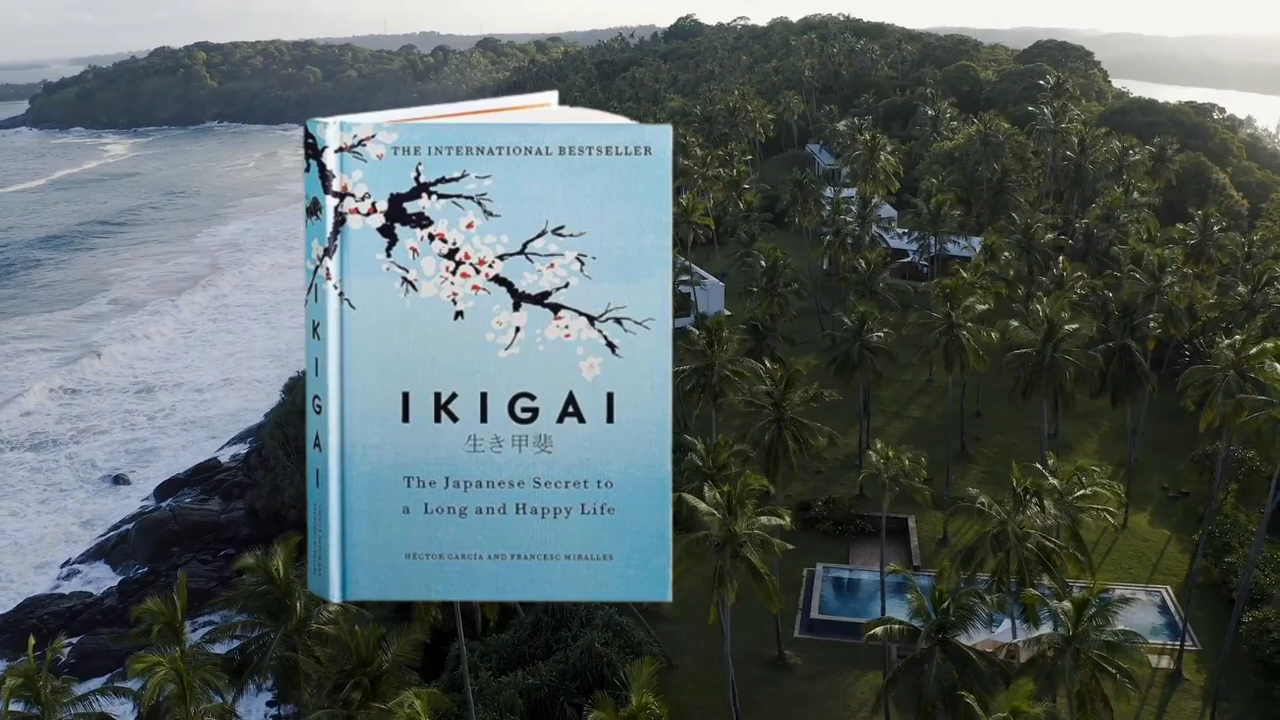 THE INTERNATIONAL BESTSELLER
IKIGAI
IKIGAI
生き甲斐
The Japanese Secret to
a Long and Happy Life
HÉCTOR GARCÍA AND FRANCESC MIRALLES